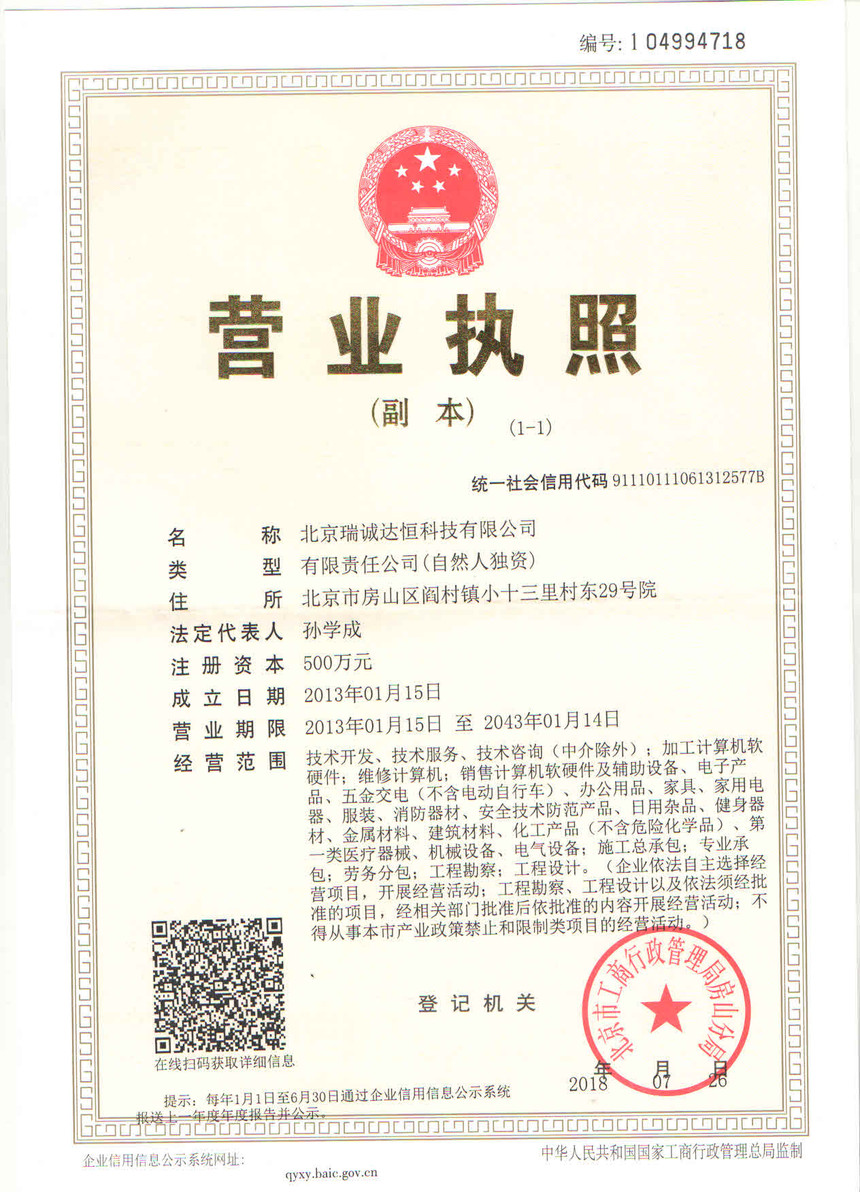 编号: 1 04994718
营业执照
(副 本) (1-1)
统一社会信用代码 91110111061312577B
名 称 北京瑞诚达恒科技有限公司
类 型 有限责任公司(自然人独资)
住 所 北京市房山区阎村镇小十三里村东29号院
法定代表人 孙学成
注册资本 500万元
成立日期 2013年01月15日
营业期限 2013年01月15日 至 2043年01月14日
经营范围 技术开发、技术服务、技术咨询（中介除外）；加工计算机软
硬件；维修计算机；销售计算机软硬件及辅助设备、电子产
品、五金交电（不含电动自行车）、办公用品、家具、家用电
器、服装、消防器材、安全技术防范产品、日用杂品、健身器
材、金属材料、建筑材料、化工产品（不含危险化学品）、第
一类医疗器械、机械设备、电气设备；施工总承包；专业承
包；劳务分包；工程勘察；工程设计。（企业依法自主选择经
营项目，开展经营活动；工程勘察、工程设计以及依法须经批
准的项目，经相关部门批准后依批准的内容开展经营活动；不
得从事本市产业政策禁止和限制类项目的经营活动。）
登记机关
北京市工商行政管理局房山分局
年 月 日
2018 07 26
在线扫码获取详细信息
提示：每年1月1日至6月30日通过企业信用信息公示系统
报送上一年度年度报告并公示。
企业信用信息公示系统网址：
qyxy.baic.gov.cn
中华人民共和国国家工商行政管理总局监制